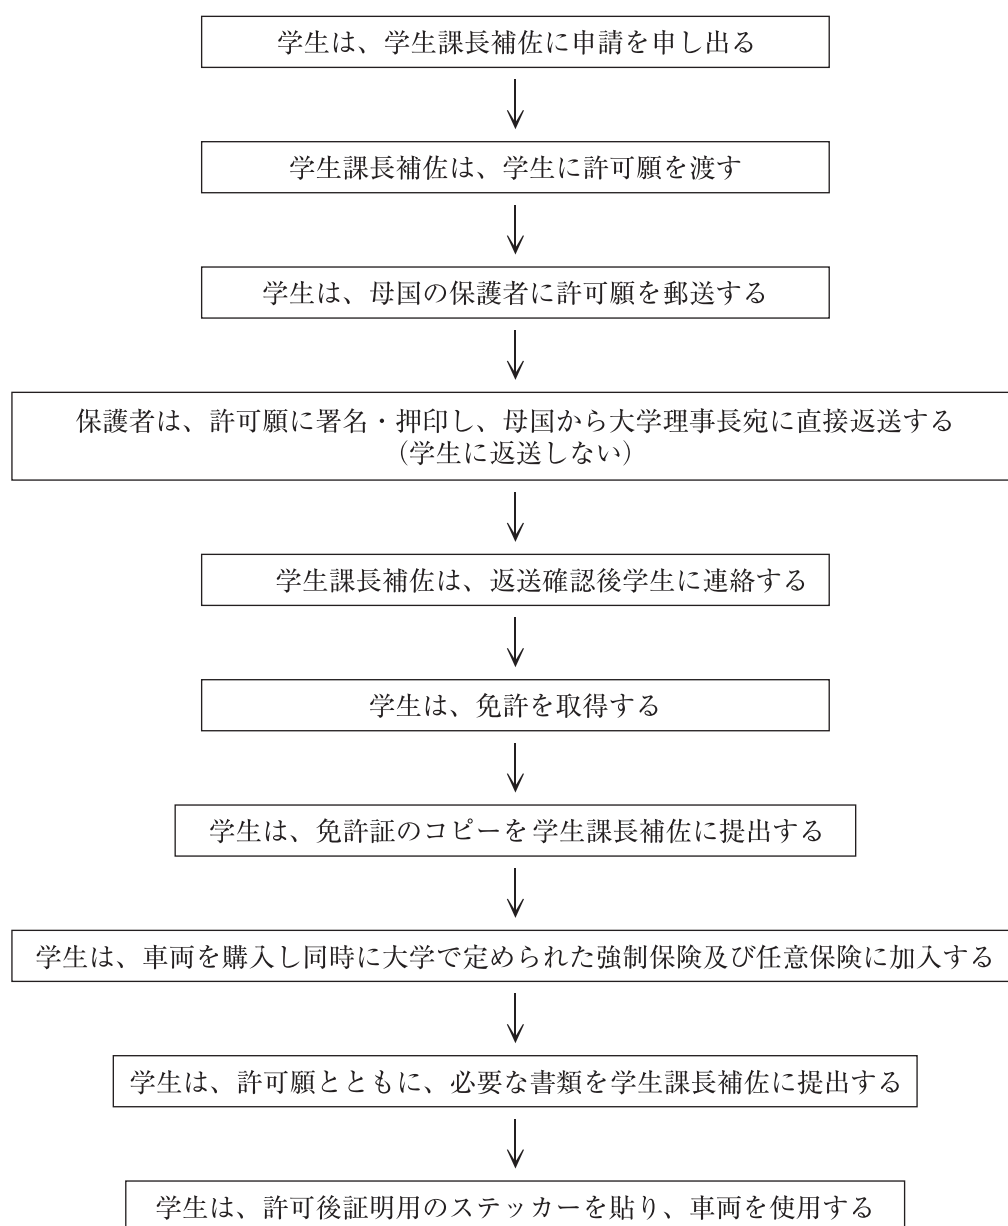 学生は、学生課長補佐に申請を申し出る
学生課長補佐は、学生に許可願を渡す
学生は、母国の保護者に許可願を郵送する
保護者は、許可願に署名・押印し、母国から大学理事長宛に直接返送する
（学生に返送しない）
学生課長補佐は、返送確認後学生に連絡する
学生は、免許を取得する
学生は、免許証のコピーを学生課長補佐に提出する
学生は、車両を購入し同時に大学で定められた強制保険及び任意保険に加入する
学生は、許可願とともに、必要な書類を学生課長補佐に提出する
学生は、許可後証明用のステッカーを貼り、車両を使用する